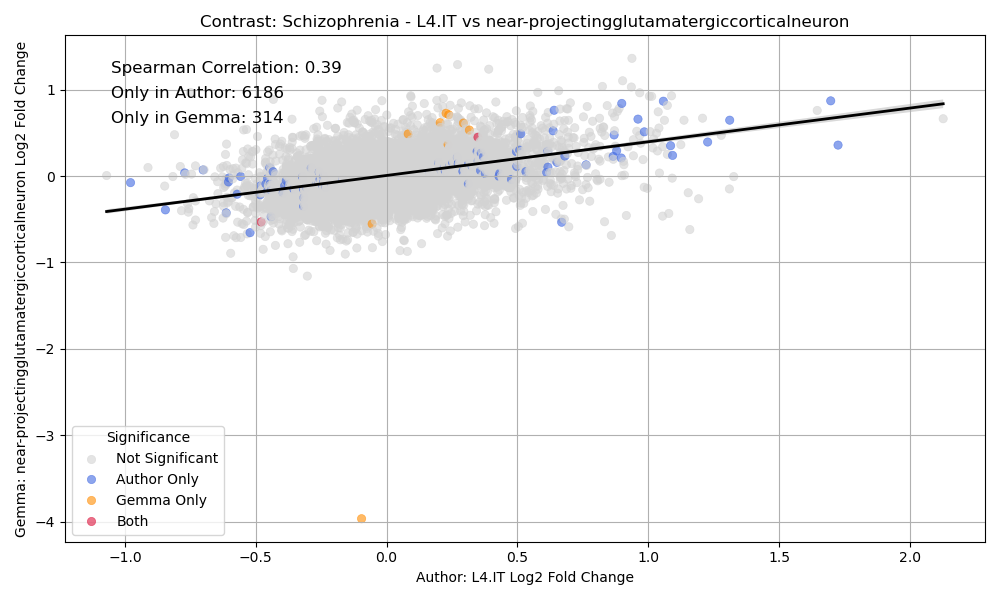 Contrast: Schizophrenia - L4.IT vs near-projectingglutamatergiccorticalneuron
Gemma: near-projectingglutamatergiccorticalneuron Log2 Fold Change
Spearman Correlation: 0.39
Only in Author: 6186
Only in Gemma: 314
1
0
−1
−2
−3
−4
Significance
Not Significant
Author Only
Gemma Only
Both
−1.0 −0.5 0.0 0.5 1.0 1.5 2.0
Author: L4.IT Log2 Fold Change